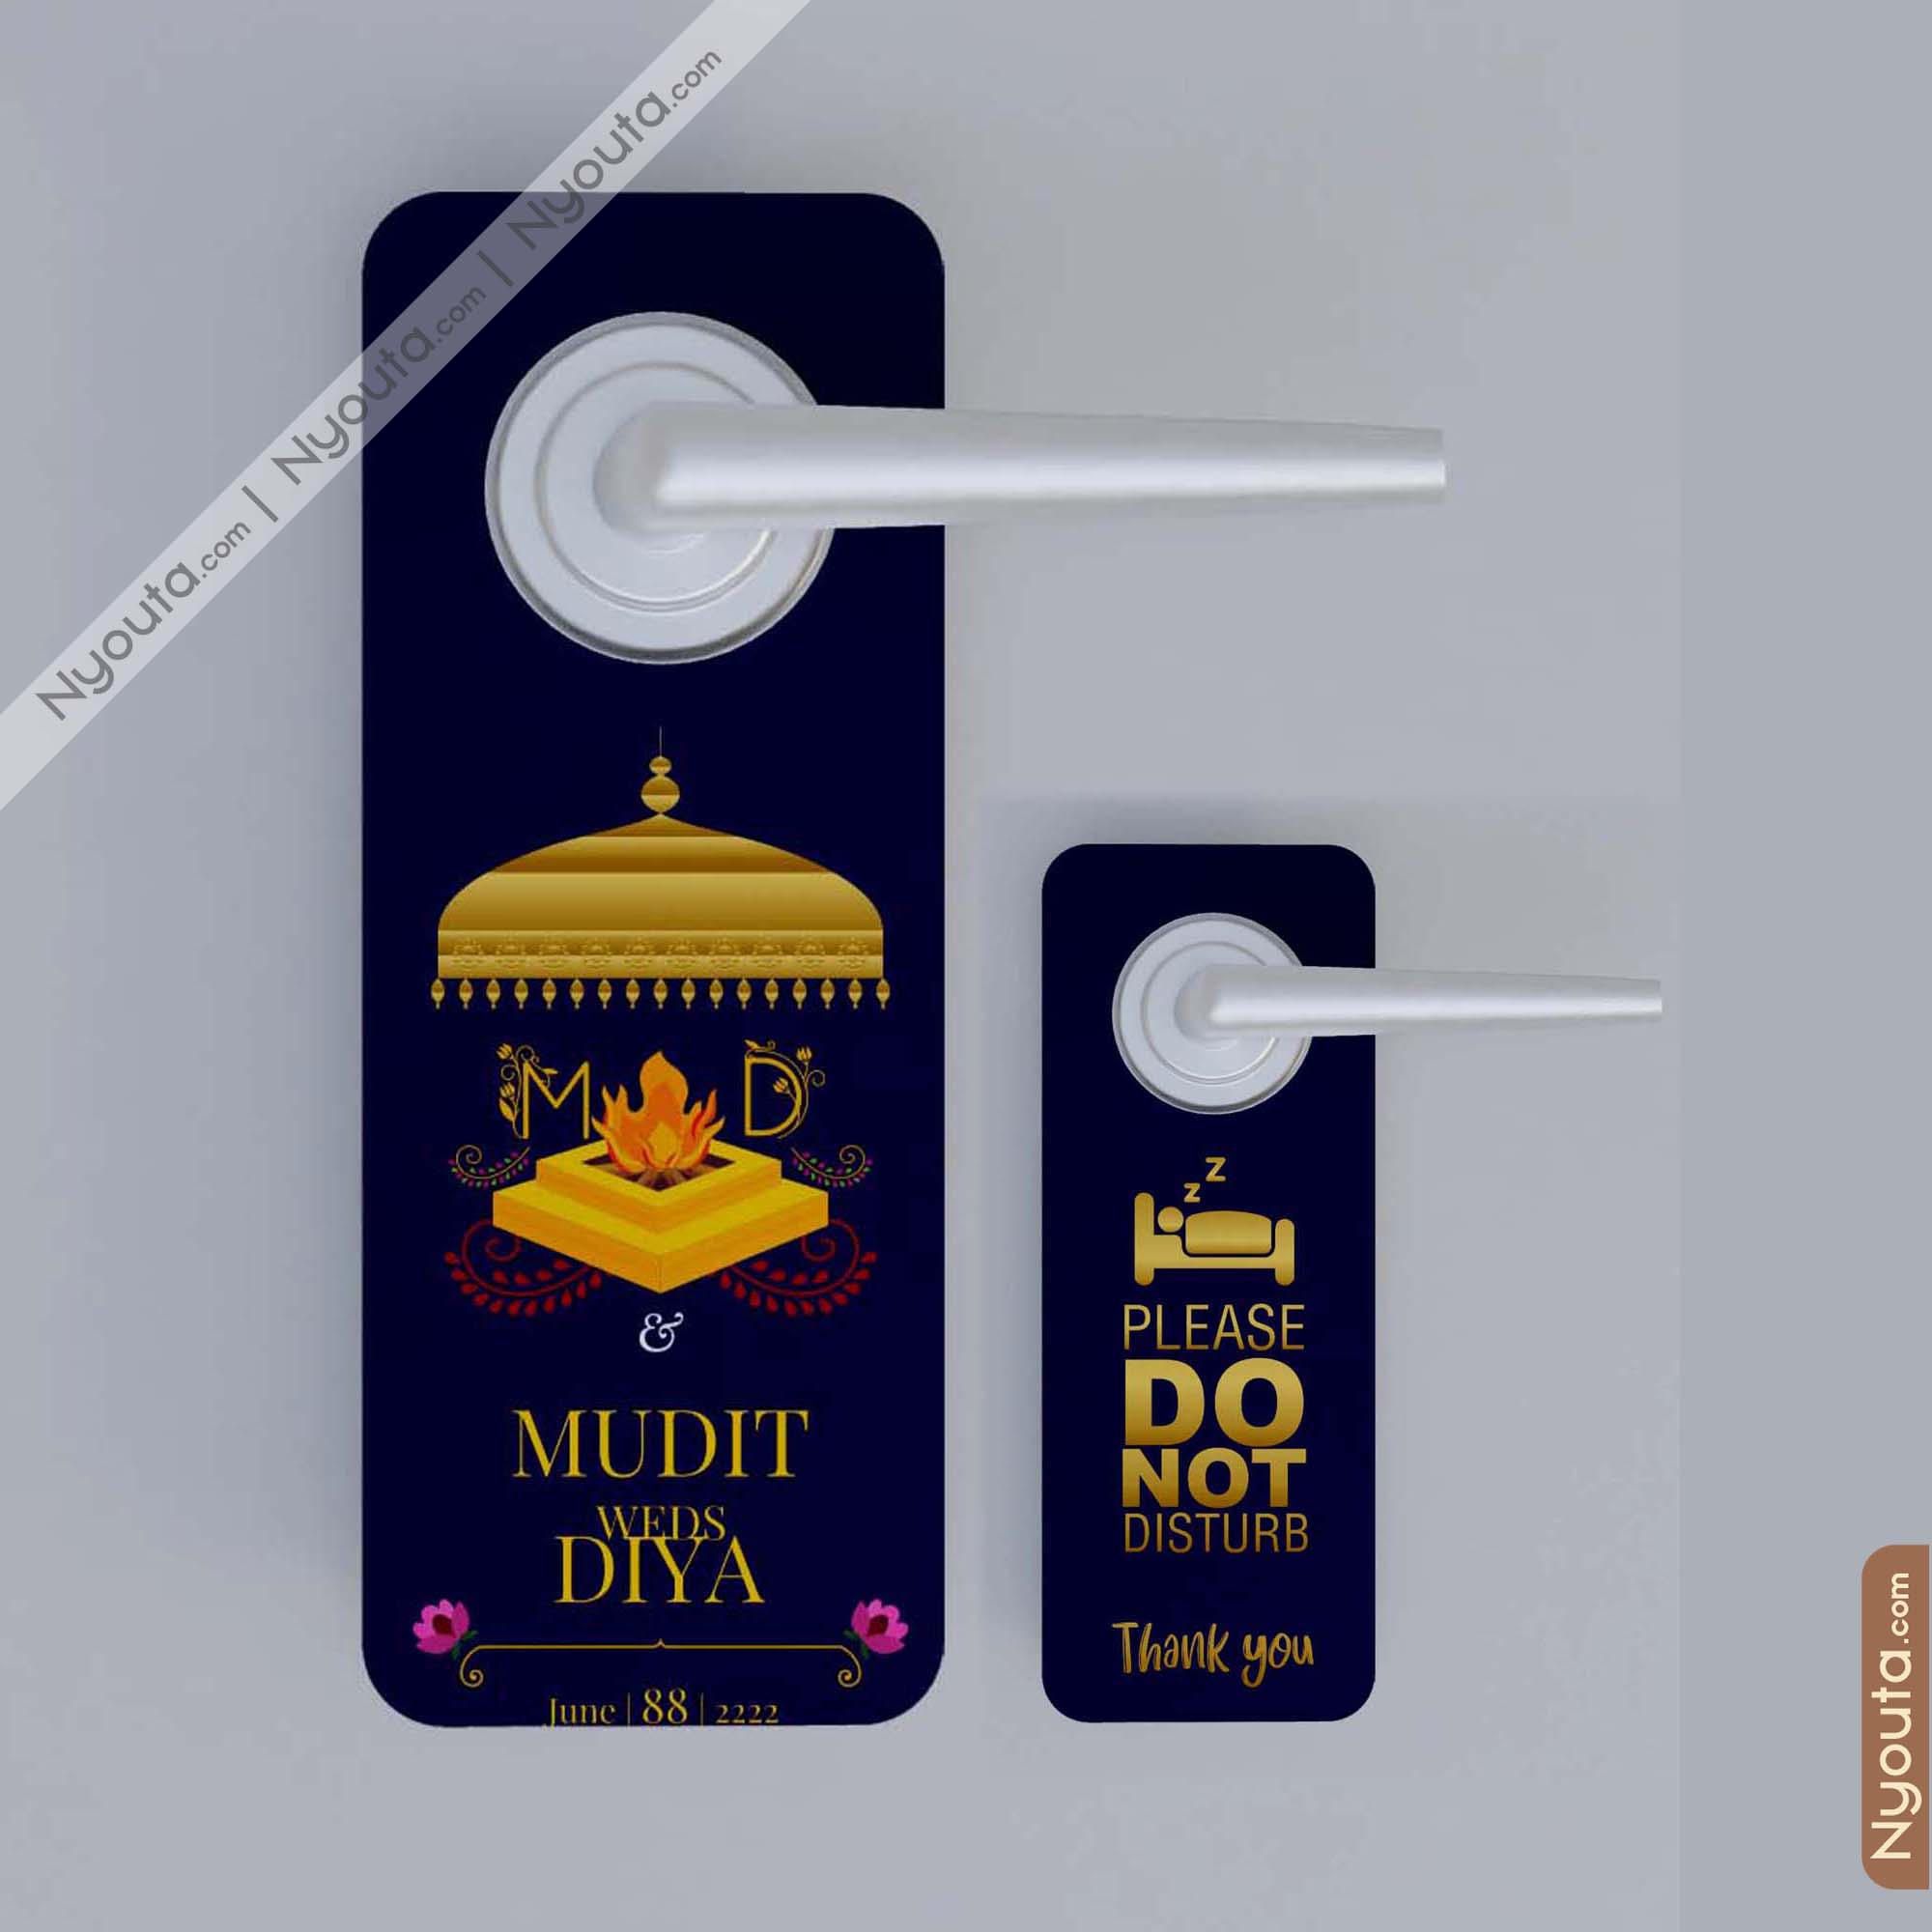 Nyouta.com | Nyouta.com | Nyouta.com
M D
&
MUDIT
WEDS
DIYA
June | 88 | 2222
z z
PLEASE
DO
NOT
DISTURB
Thank you
Nyouta.com